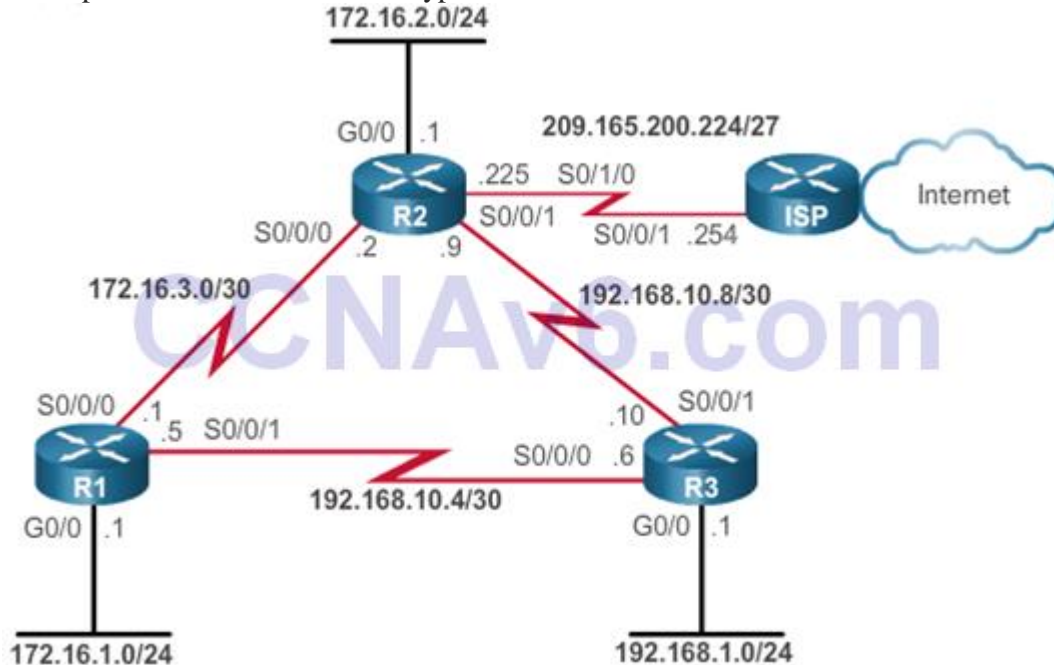 172.16.2.0/24
G0/0 .1
209.165.200.224/27
.225 S0/1/0
Internet
R2
ISP
S0/0/1
S0/0/1 .254
S0/0/0
.2 .9
172.16.3.0/30
192.168.10.8/30
CCNAv6.com
S0/0/0 .1
.10 S0/0/1
.5 S0/0/1
S0/0/0 .6
R1
R3
192.168.10.4/30
G0/0 .1
G0/0 .1
172.16.1.0/24
192.168.1.0/24